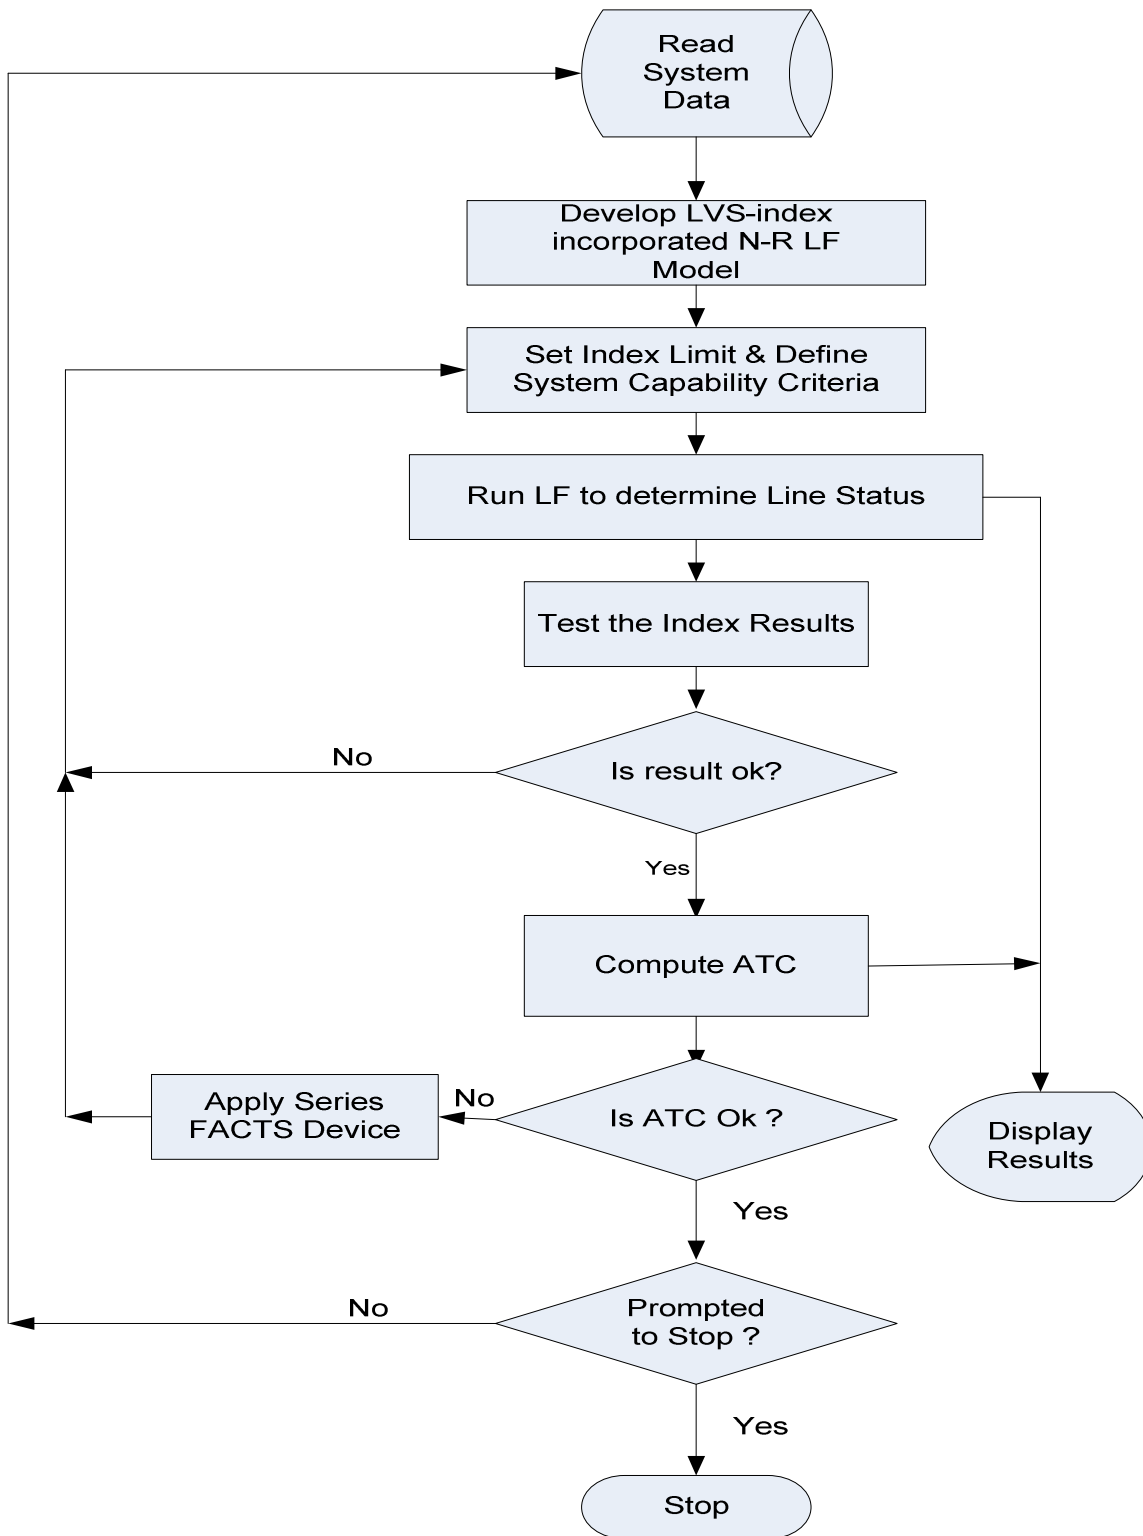 Read
System
Data
Develop LVS-index
incorporated N-R LF
Model
Set Index Limit & Define
System Capability Criteria
Run LF to determine Line Status
Test the Index Results
Is result ok?
No
Yes
Compute ATC
Is ATC Ok ?
No
Apply Series
FACTS Device
Display
Results
Yes
Prompted
to Stop ?
No
Yes
Stop